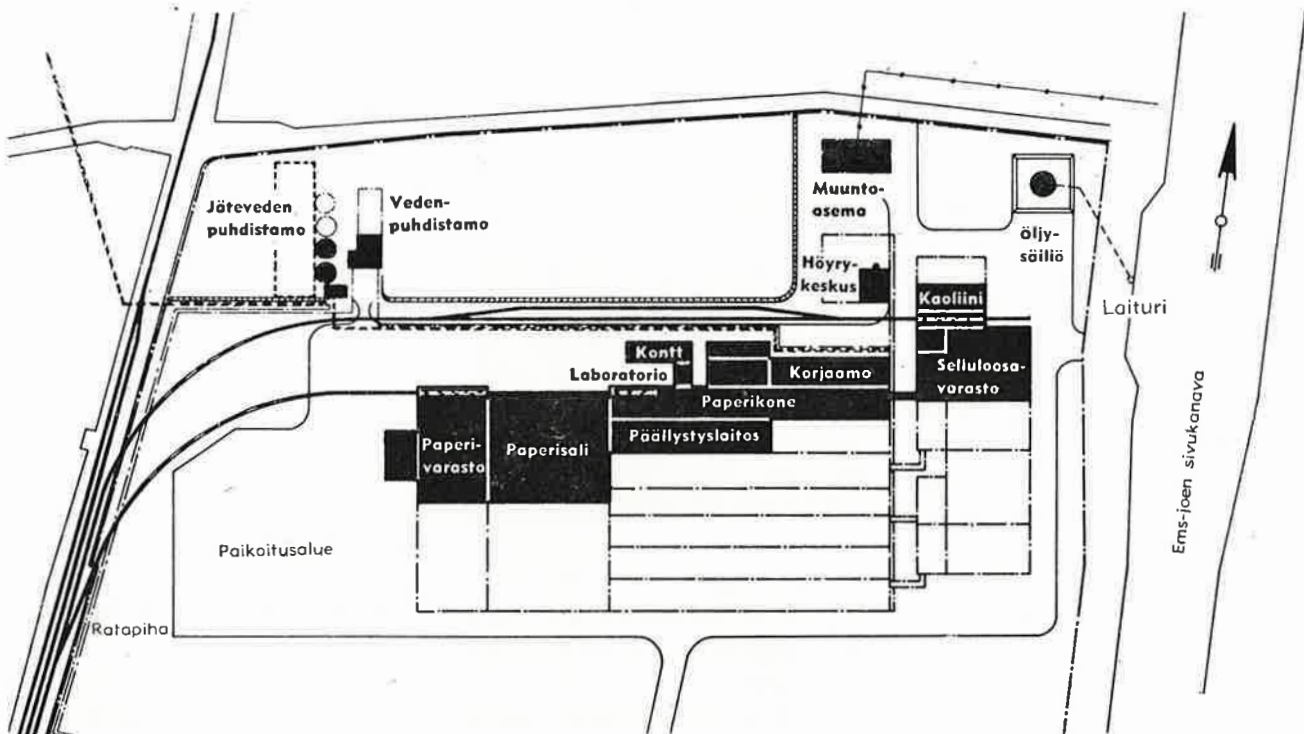 Jäteveden
puhdistamo
Veden-
puhdistamo
Muunto-
asema
öljy-
säiliö
Höyry-
keskus
Kaoliini
Laituri
Kontt
Laboratorio
Korjaamo
Selluloosa-
varasto
Paperikone
Paperi-
varasto
Paperisali
Päällystyslaitos
Ems-joen sivukanava
Paikoitusalue
Ratapiha